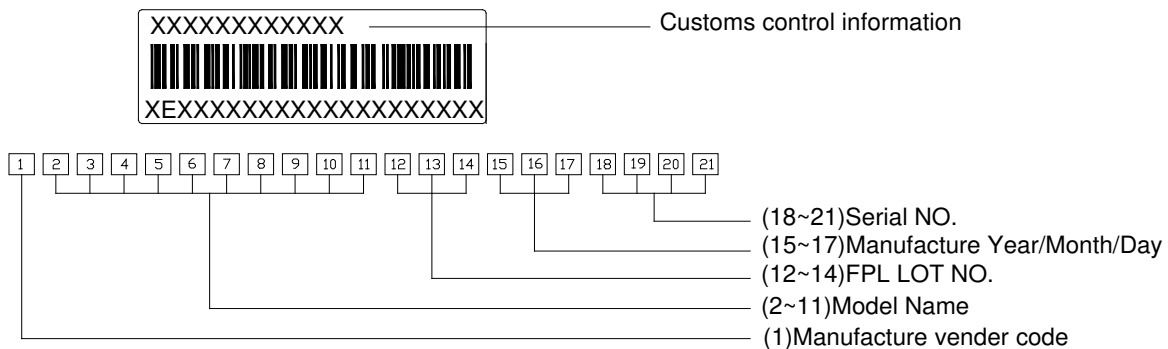 XXXXXXXXXXXX
Customs control information
XEXXXXXXXXXXXXXXXXXXX
1 2 3 4 5 6 7 8 9 10 11 12 13 14 15 16 17 18 19 20 21
(18~21)Serial NO.
(15~17)Manufacture Year/Month/Day
(12~14)FPL LOT NO.
(2~11)Model Name
(1)Manufacture vender code